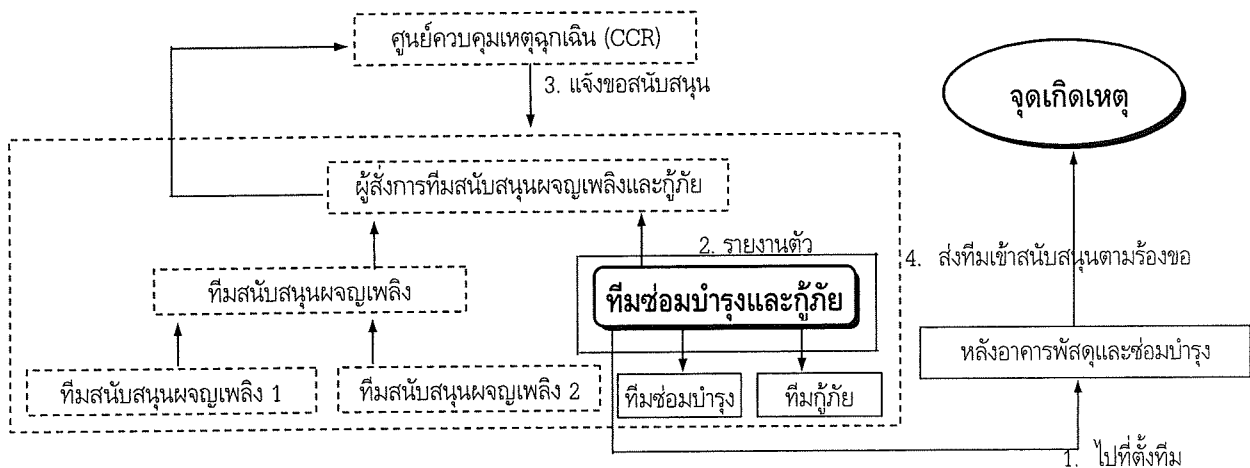 ศูนย์ควบคุมเหตุฉุกเฉิน (CCR)
3. แจ้งขอสนับสนุน
จุดเกิดเหตุ
ผู้สั่งการทีมสนับสนุนผจญเพลิงและกู้ภัย
2. รายงานตัว
4. ส่งทีมเข้าสนับสนุนตามร้องขอ
ทีมสนับสนุนผจญเพลิง
ทีมซ่อมบำรุงและกู้ภัย
หลังอาคารพัสดุและซ่อมบำรุง
ทีมสนับสนุนผจญเพลิง 1
ทีมสนับสนุนผจญเพลิง 2
ทีมซ่อมบำรุง
ทีมกู้ภัย
1. ไปที่ตั้งทีม